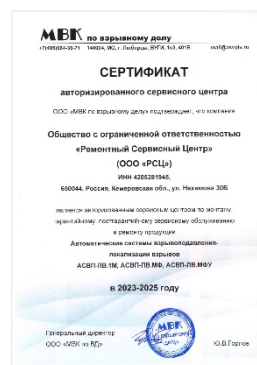 МВК по взрывному делу
СЕРТИФИКАТ
авторизированного сервисного центра
ООО «МВК по взрывному делу» подтверждает, что компания
Общество с ограниченной ответственностью
«Ремонтный Сервисный Центр»
(ООО «РСЦ»)
ИНН 4205281945,
650044, Россия, Кемеровская обл., ул. Нахимова 30Б
является авторизованным сервисным центром по монтажу,
гарантийному, постгарантийному сервисному обслуживанию
и ремонту продукции
Автоматические системы взрывоподавления-
локализации взрывов
АСВП-ЛВ.1М, АСВП-ЛВ.МФ, АСВП-ЛВ.МФУ
в 2023-2025 году
Генеральный директор
ООО «МВК по ВД»
Ю.В.Горлов
МВК